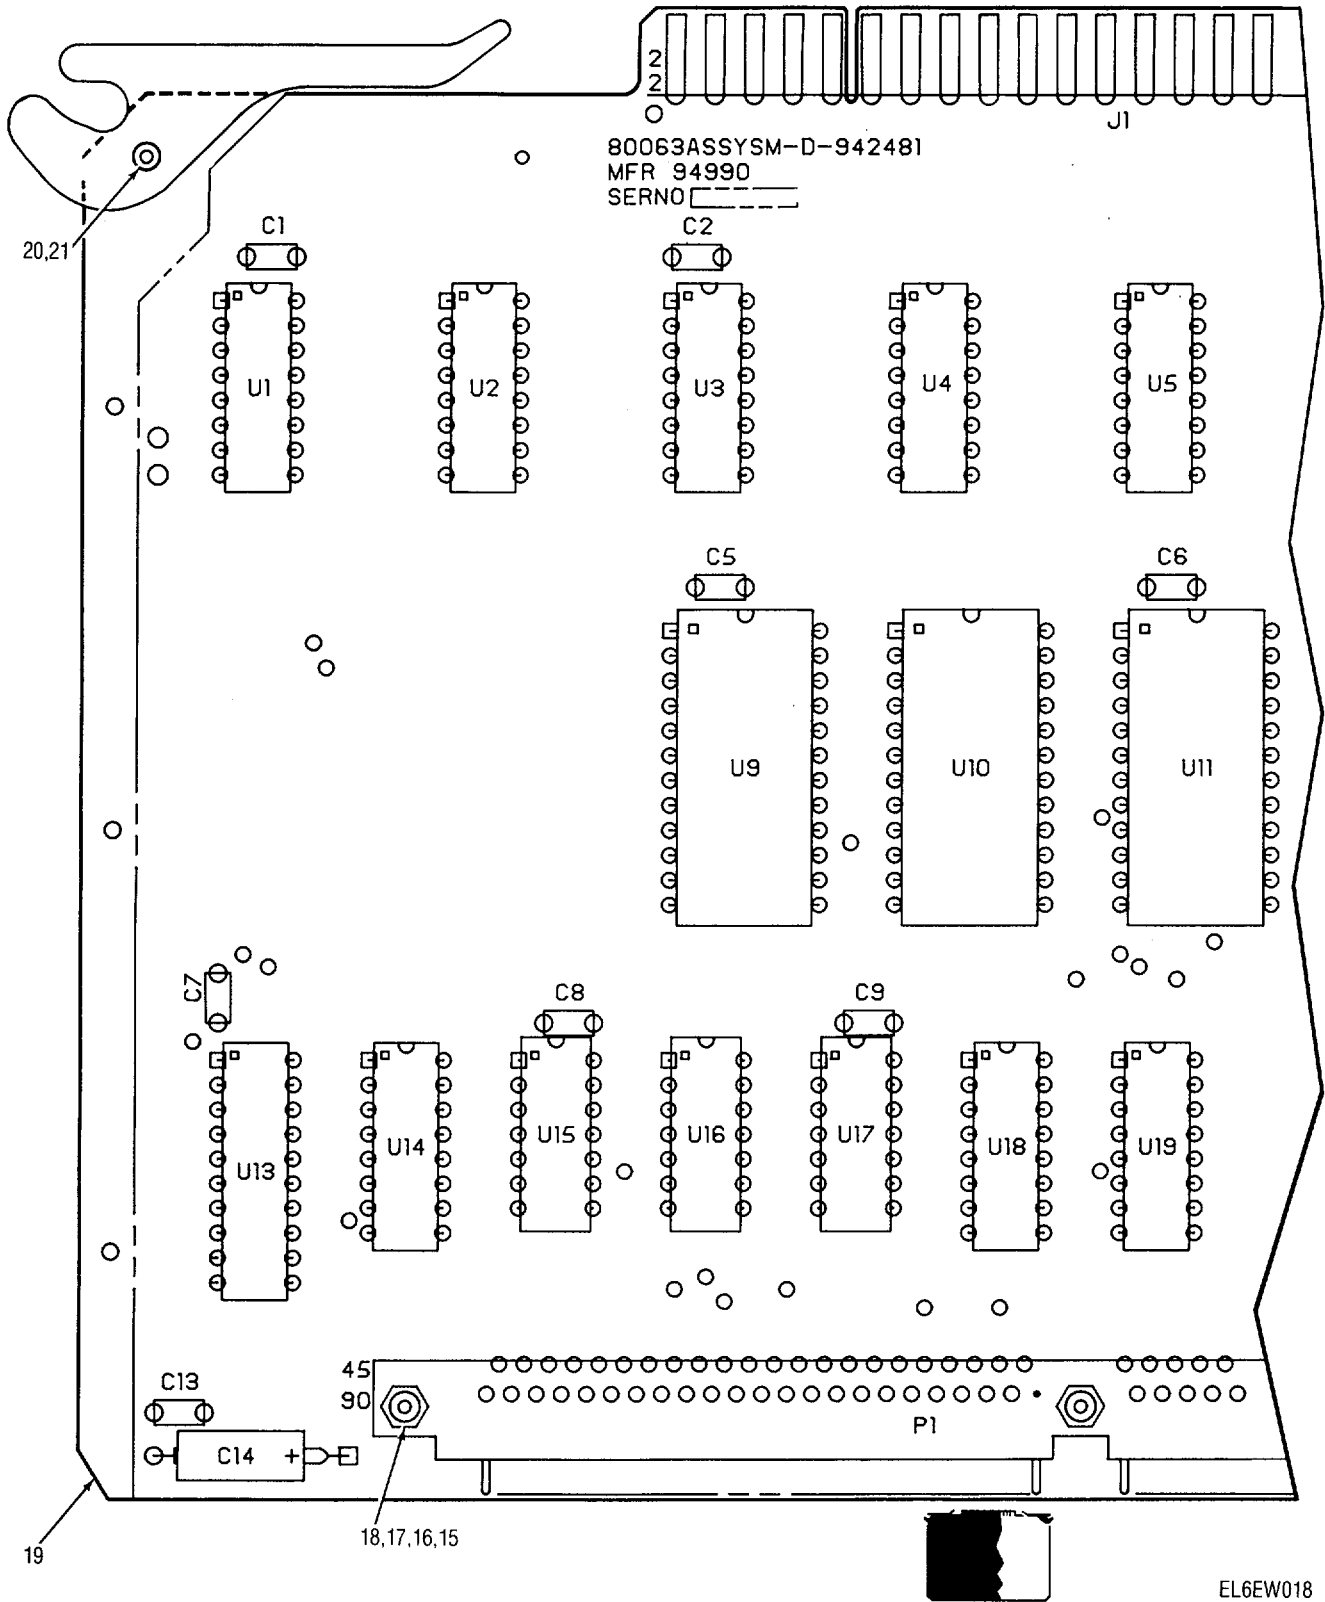 2
2
J1
80063ASSYSM-D-942481
MFR 94990
SERNO
20,21
C1
C2
U1
U2
U3
U4
U5
C5
C6
U9
U10
U11
C7
C8
C9
U13
U14
U15
U16
U17
U18
U19
45
90
C13
P1
C14 +
18,17,16,15
19
EL6EW018